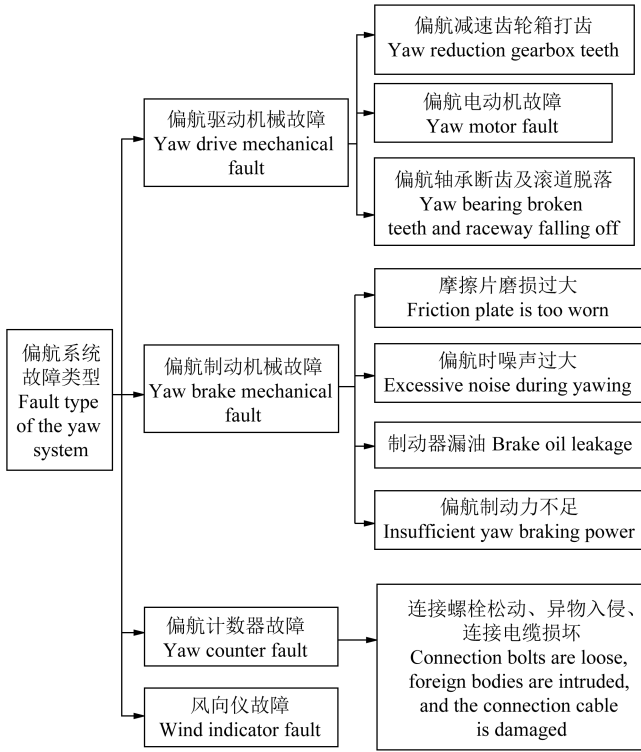 偏航系统
故障类型
Fault type
of the yaw
system
偏航驱动机械故障
Yaw drive mechanical
fault
偏航减速齿轮箱打齿
Yaw reduction gearbox teeth
偏航电动机故障
Yaw motor fault
偏航轴承断齿及滚道脱落
Yaw bearing broken
teeth and raceway falling off
偏航制动机械故障
Yaw brake mechanical
fault
摩擦片磨损过大
Friction plate is too worn
偏航时噪声过大
Excessive noise during yawing
制动器漏油 Brake oil leakage
偏航制动力不足
Insufficient yaw braking power
偏航计数器故障
Yaw counter fault
连接螺栓松动、异物入侵、
连接电缆损坏
Connection bolts are loose,
foreign bodies are intruded,
and the connection cable
is damaged
风向仪故障
Wind indicator fault